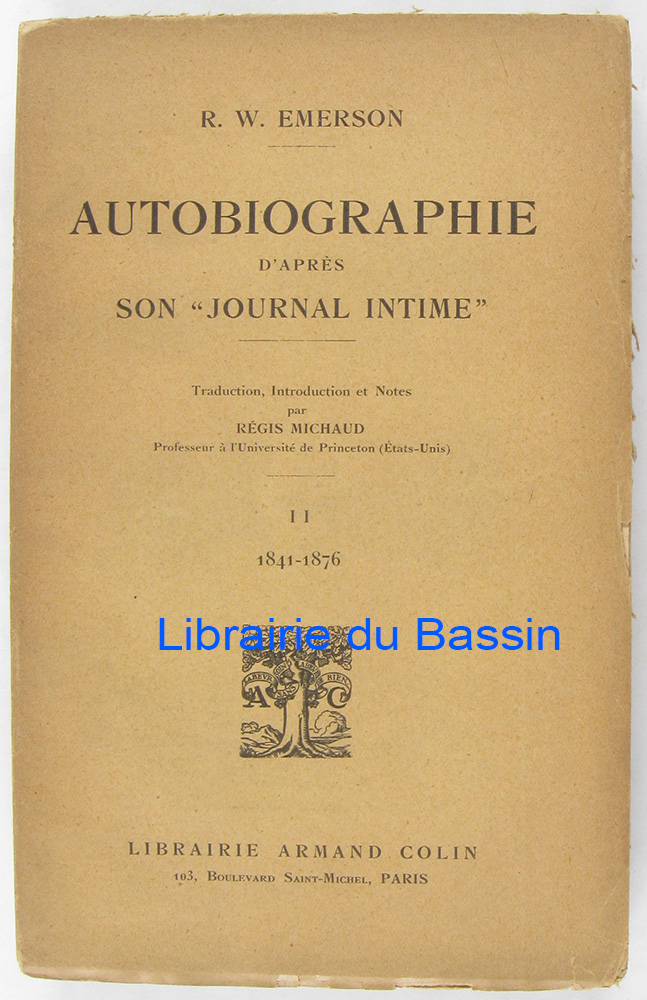 R. W. EMERSON
AUTOBIOGRAPHIE
D'APRÈS
SON “JOURNAL INTIME”
Traduction, Introduction et Notes
par
RÉGIS MICHAUD
Professeur à l'Université de Princeton (États-Unis)
II
1841-1876
Librairie du Bassin
A C
LIBRAIRIE ARMAND COLIN
103, BOULEVARD SAINT-MICHEL, PARIS